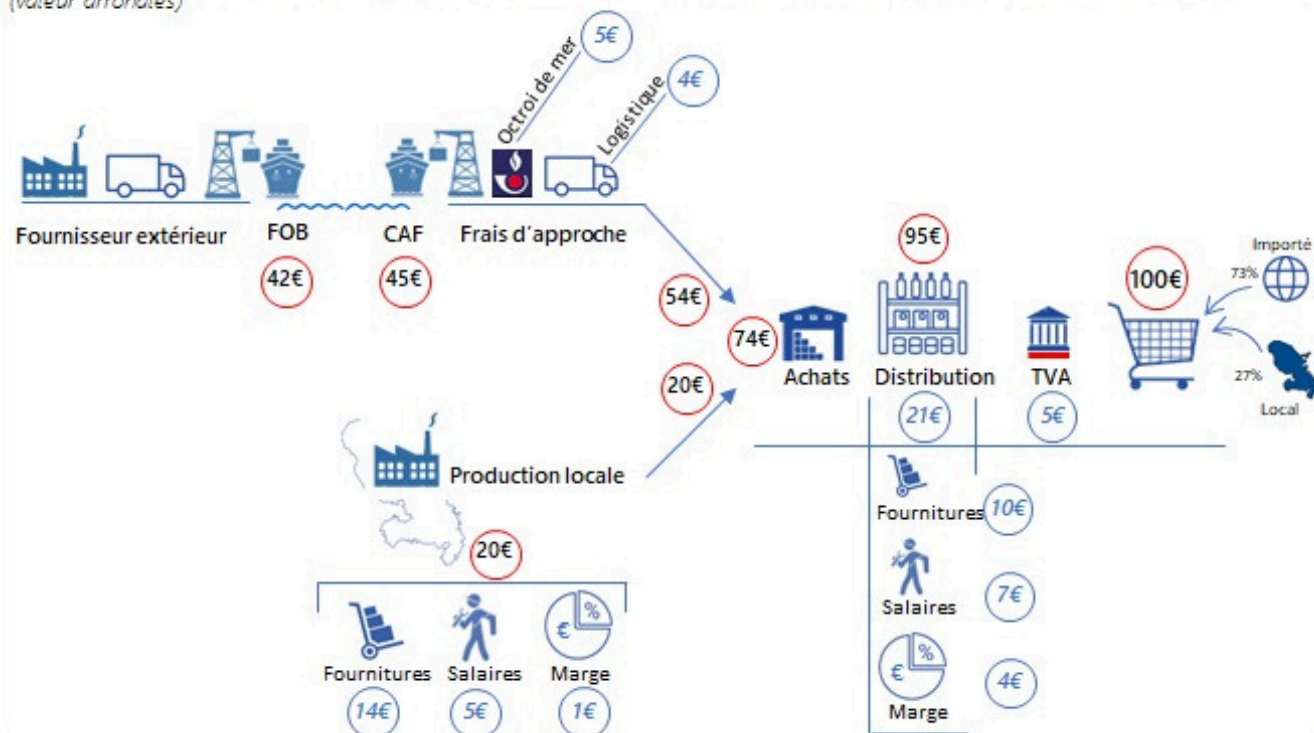 (valeur arrondies)
5€
Octroi de mer
4€
Logistique
Fournisseur extérieur
FOB
CAF
Frais d'approche
42€
45€
54€
20€
74€
Achats
95€
Distribution
21€
TVA
5€
100€
Importé
73%
27%
Local
Production locale
20€
Fournitures
14€
Salaires
5€
€ %
Marge
1€
Fournitures
10€
Salaires
7€
€ %
Marge
4€